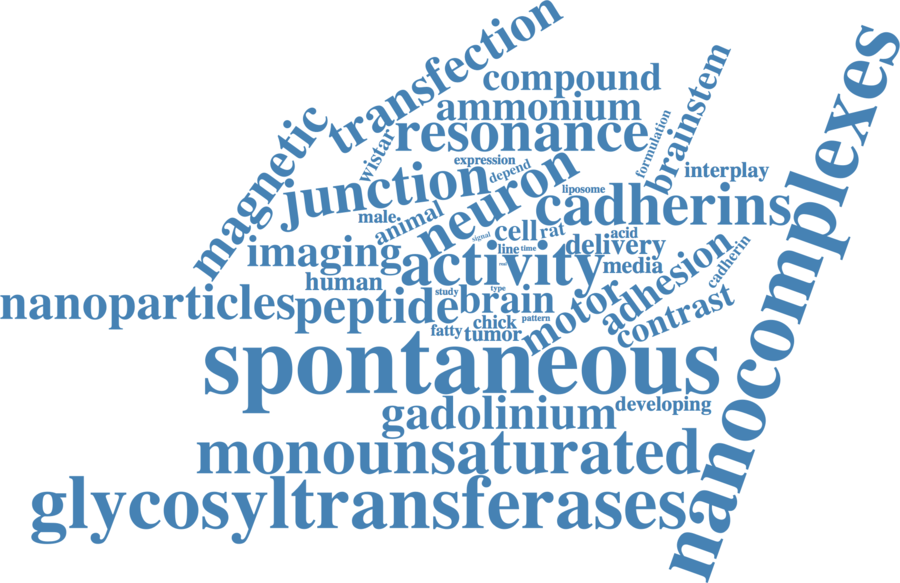 transfection
nanocomplexes
compound
brainstem
ammonium
magnetic
resonance
formulation
wistar
expression
depend
interplay
junction
neuron
liposome
cadherins
male
animal
cell
rat
acid
signal
imaging
line
time
delivery
adhesion
cadherin
activity
media
human
nanoparticles
peptide
study
brain
type
motor
contrast
chick
pattern
fatty
tumor
spontaneous
gadolinium
developing
monounsaturated
glycosyltransferases